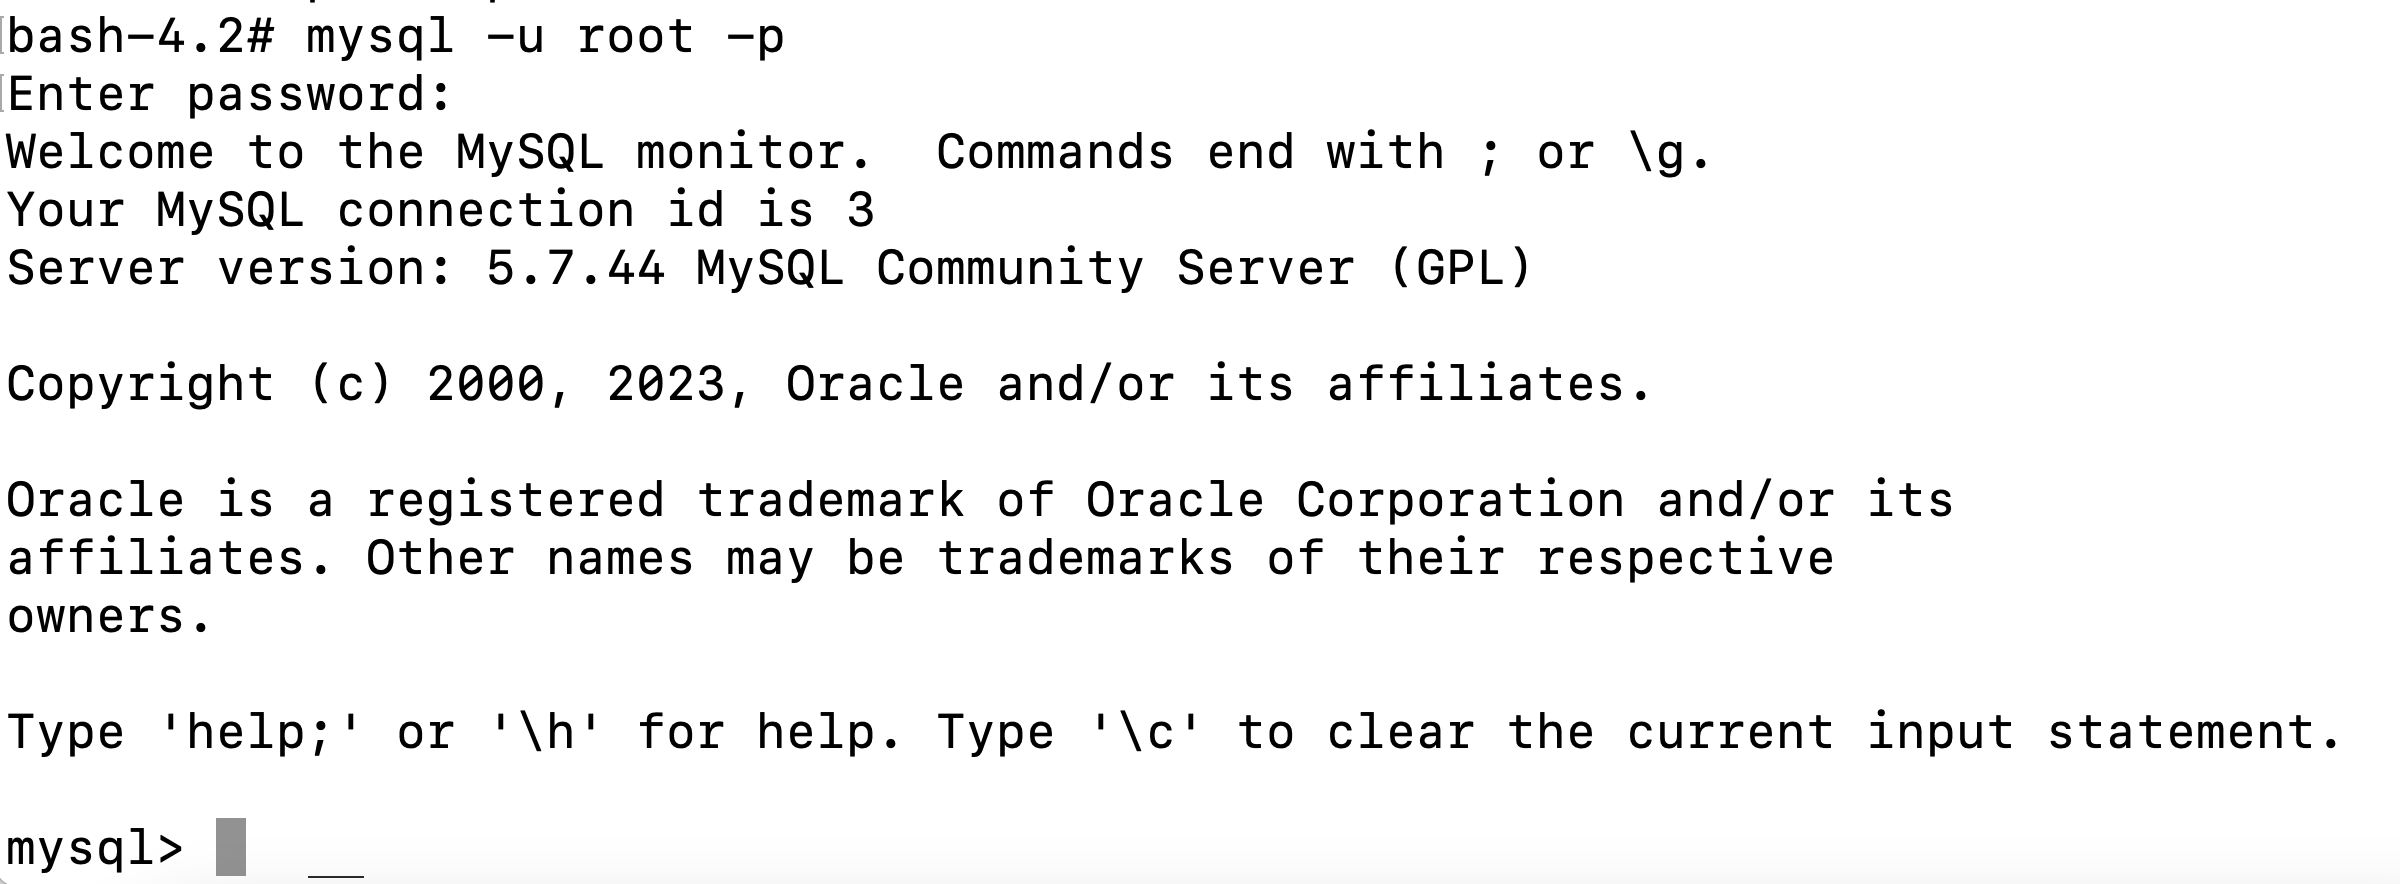 bash-4.2# mysql -u root -p
Enter password:
Welcome to the MySQL monitor.  Commands end with ; or \g.
Your MySQL connection id is 3
Server version: 5.7.44 MySQL Community Server (GPL)
Copyright (c) 2000, 2023, Oracle and/or its affiliates.
Oracle is a registered trademark of Oracle Corporation and/or its
affiliates. Other names may be trademarks of their respective
owners.
Type 'help;' or '\h' for help. Type '\c' to clear the current input statement.
mysql>